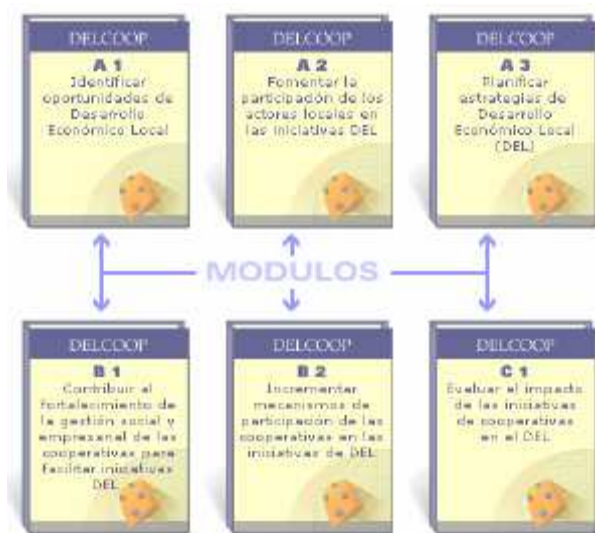 DELCOOP
A 1
Identificar
oportunidades de
Desarrollo
Económico Local
DELCOOP
A 2
Fomentar la
participación de los
actores locales en
las iniciativas DEL
DELCOOP
A 3
Planificar
estrategias de
Desarrollo
Económico Local
(DEL)
MODULOS
DELCOOP
B 1
Contribuir al
fortalecimiento de
la gestión social y
empresarial de las
cooperativas para
facilitar iniciativas
DEL
DELCOOP
B 2
Incrementar
mecanismos de
participación de las
cooperativas en las
iniciativas de DEL
DELCOOP
C 1
Evaluar el impacto
de las iniciativas
de cooperativas
en el DEL